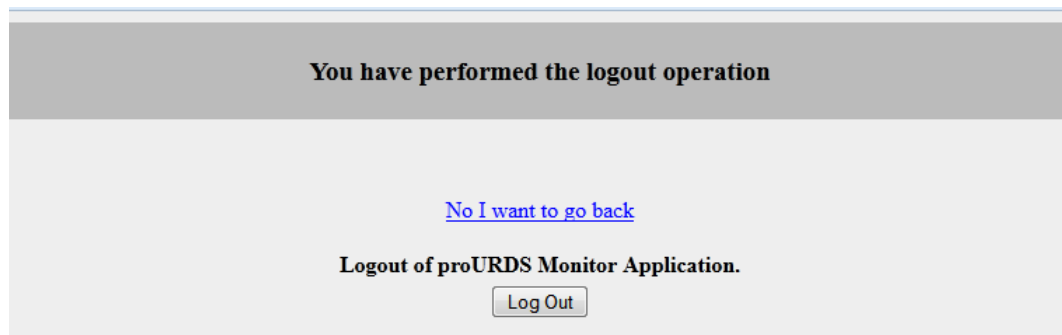 You have performed the logout operation
No I want to go back
Logout of proURDS Monitor Application.
Log Out